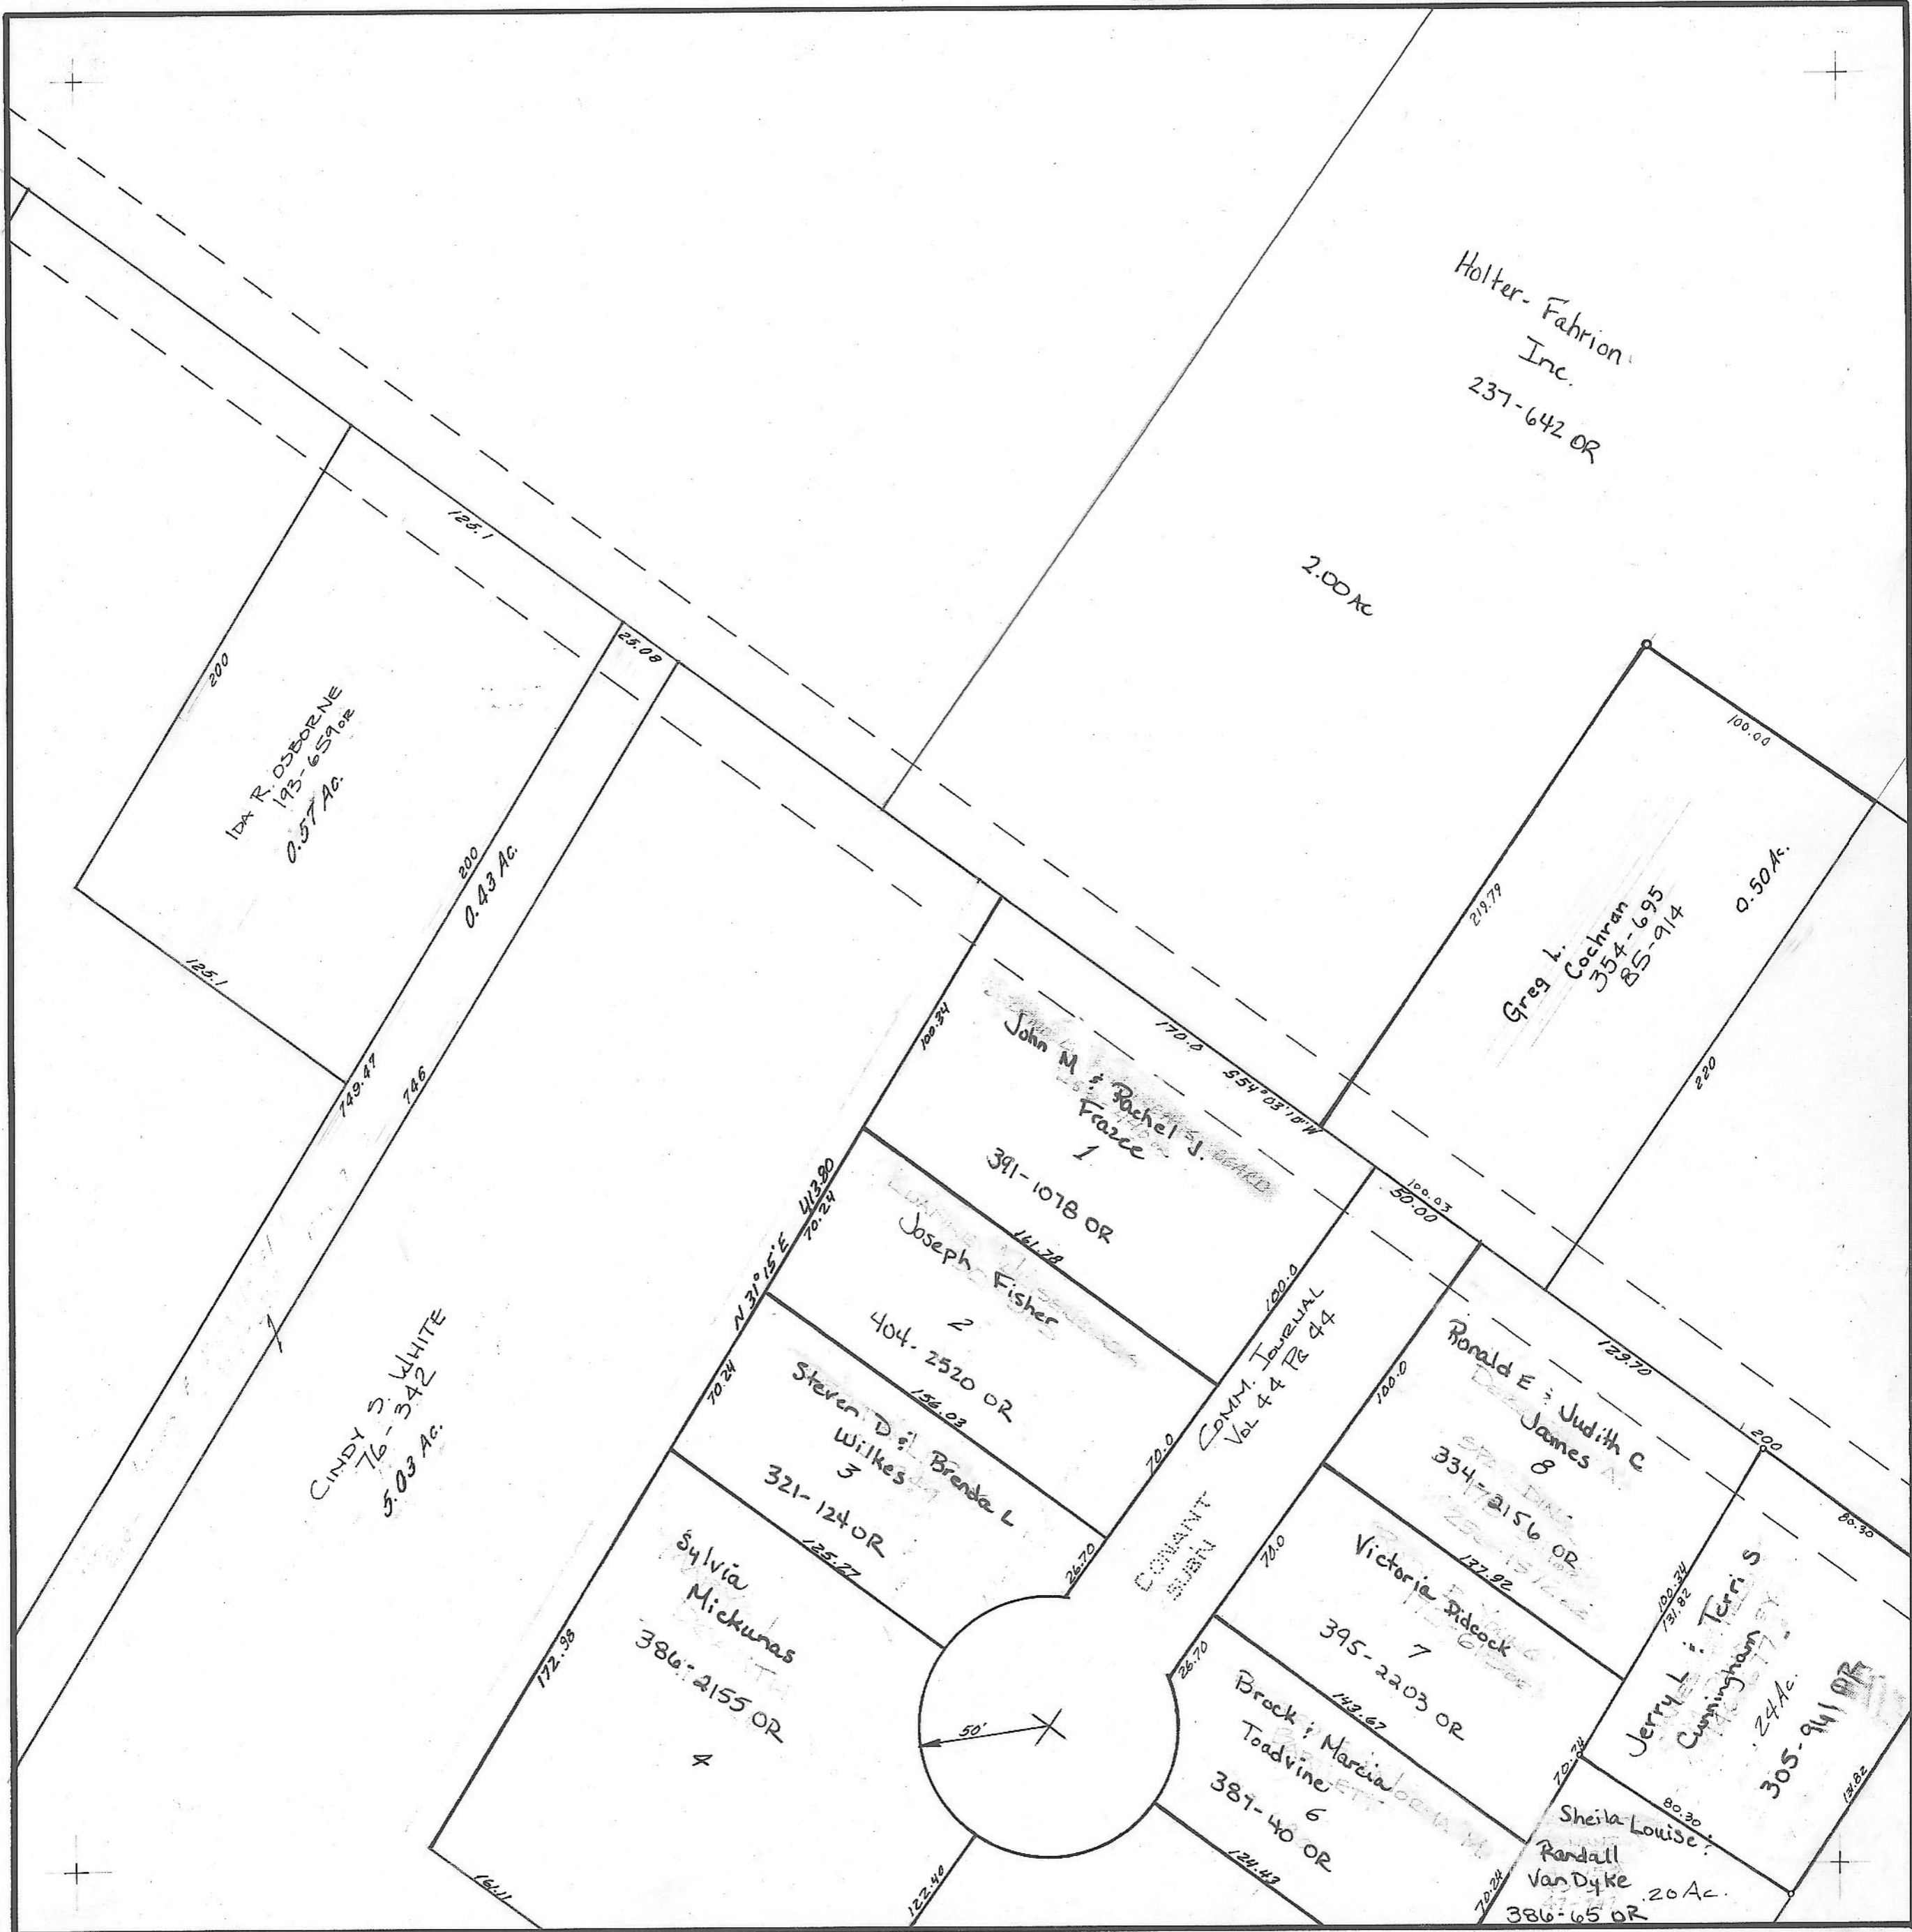 Holter-Fahrion
Inc.
237-642 OR
2.00 AC
125.1
25.08
200
IDA R. OSBORNE
193-659 OR
0.57 Ac.
125.1
200
0.43 Ac.
749.47
746
CINDY S. WHITE
76-342
5.03 Ac.
100.00
219.79
Greg L.
Cochran
354-695
85-914
0.50 Ac.
220
100.34
John M & Rachel J.
Frazee
1
391-1078 OR
170.0
S54°03'10"W
161.78
N 31°15'E 413.80
70.24
Joseph Fisher
2
404-2520 OR
156.03
70.24
Steven D & Brenda L
Wilkes
3
321-124 OR
125.27
Sylvia
Mickunas
386-2155 OR
4
172.98
161.11
122.40
50'
100.0
70.0
26.70
COMM. JOURNAL
VOL 44 PG 44
CONANT
SUBN
100.03
50.00
129.70
200
80.30
100.0
Ronald E & Judith C
James
8
334-2156 OR
137.92
70.0
Victoria Didcock
7
395-2203 OR
143.67
26.70
Brock & Marcia
Toadvine
6
389-40 OR
124.43
100.34
131.82
Jerry L & Terri S
Cunningham
.24 Ac.
305-941 OR
131.82
70.24
80.30
Sheila Louise &
Randall
Van Dyke
.20 Ac.
386-65 OR
70.24